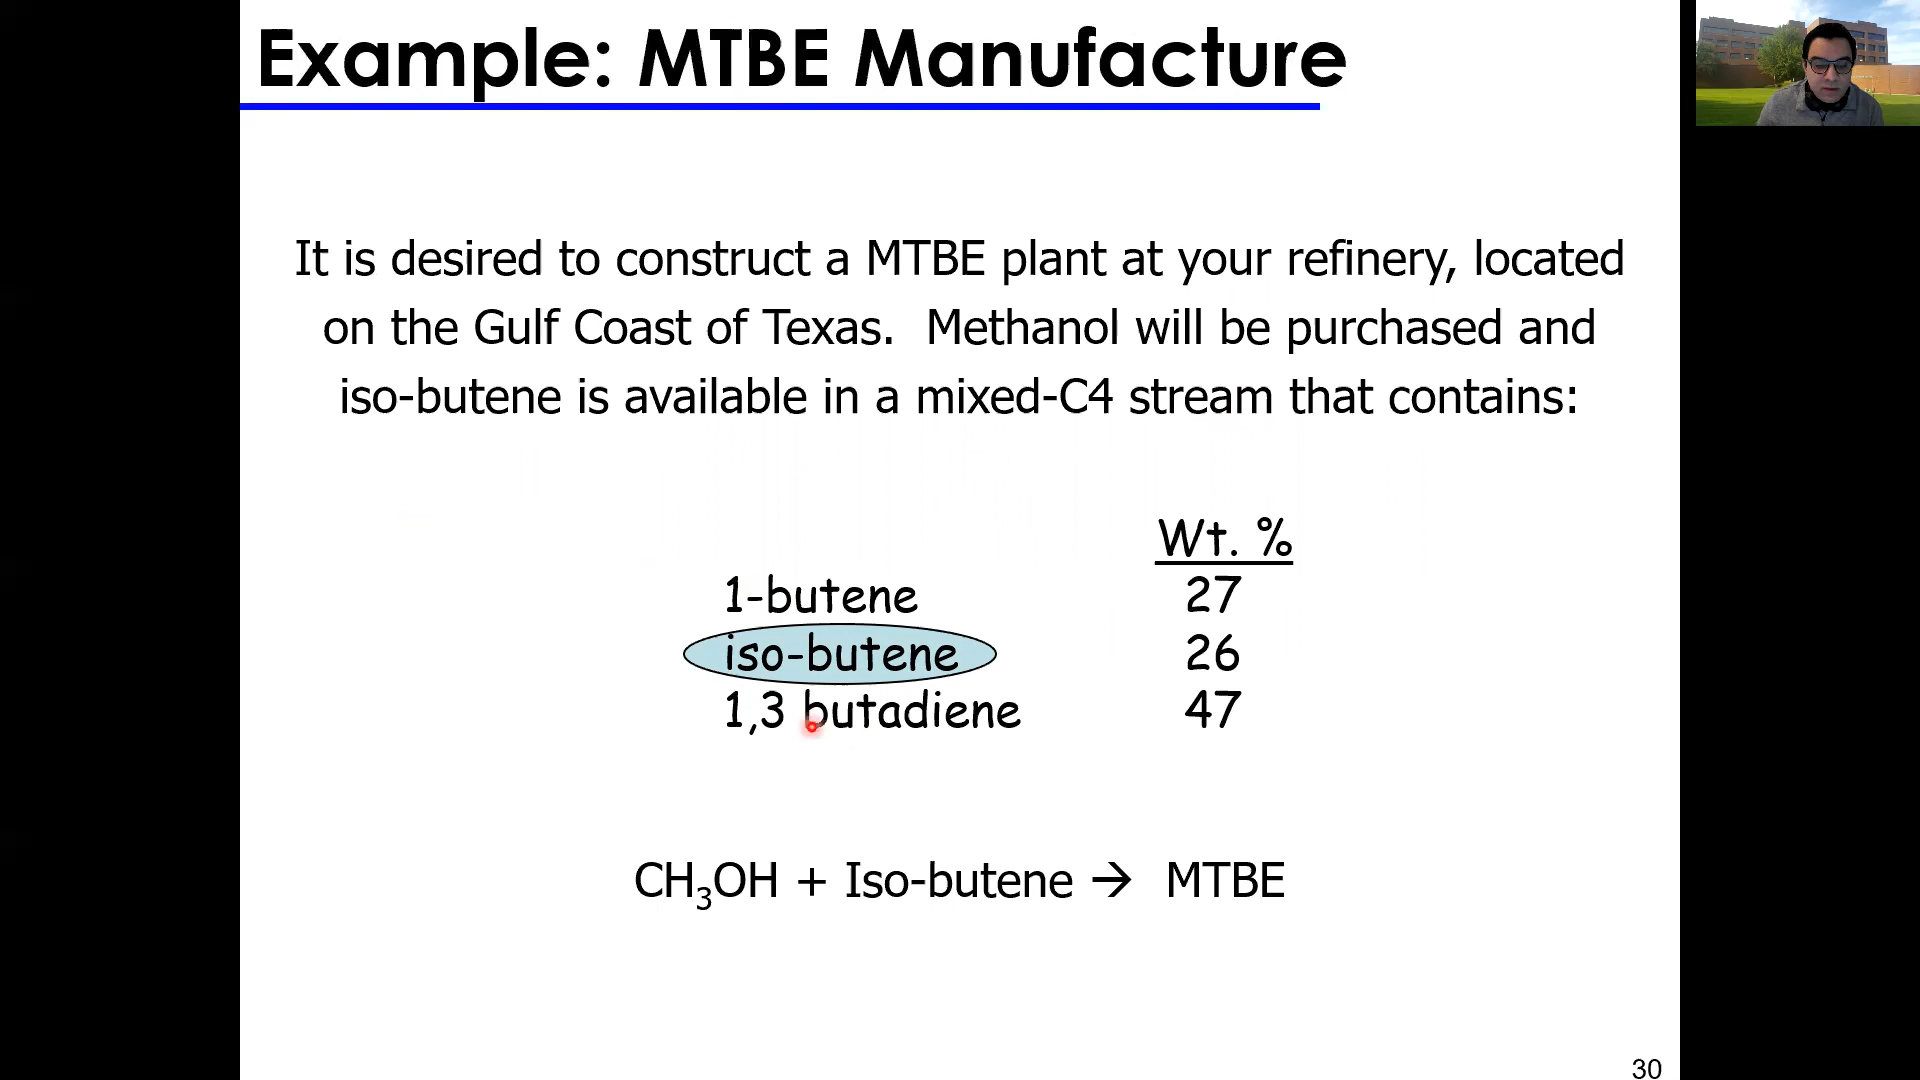 Example: MTBE Manufacture
It is desired to construct a MTBE plant at your refinery, located
on the Gulf Coast of Texas.  Methanol will be purchased and
iso-butene is available in a mixed-C4 stream that contains:
Wt. %
1-butene 27
iso-butene 26
1,3 butadiene 47
CH₃OH + Iso-butene → MTBE
30